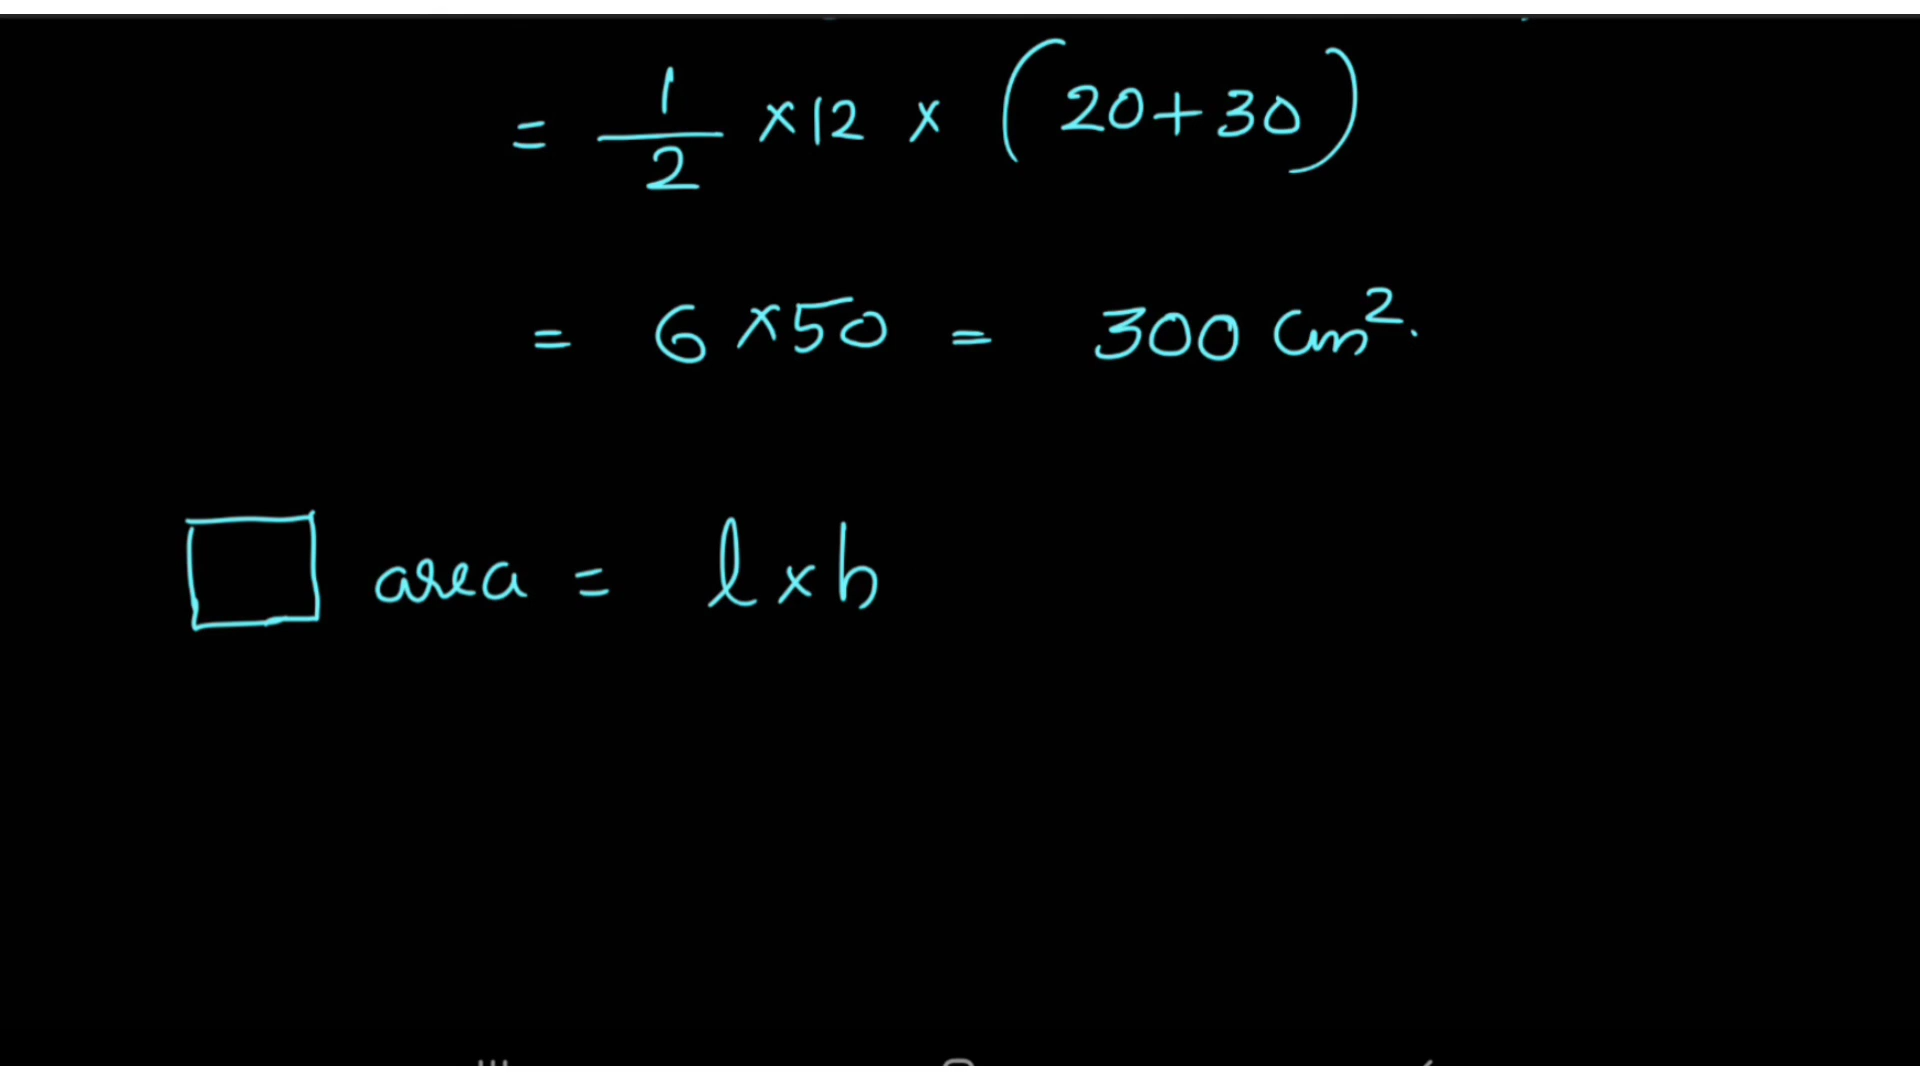 = 1/2 ×12 × (20+30)
= 6 ×50 = 300 cm².
area = l×b